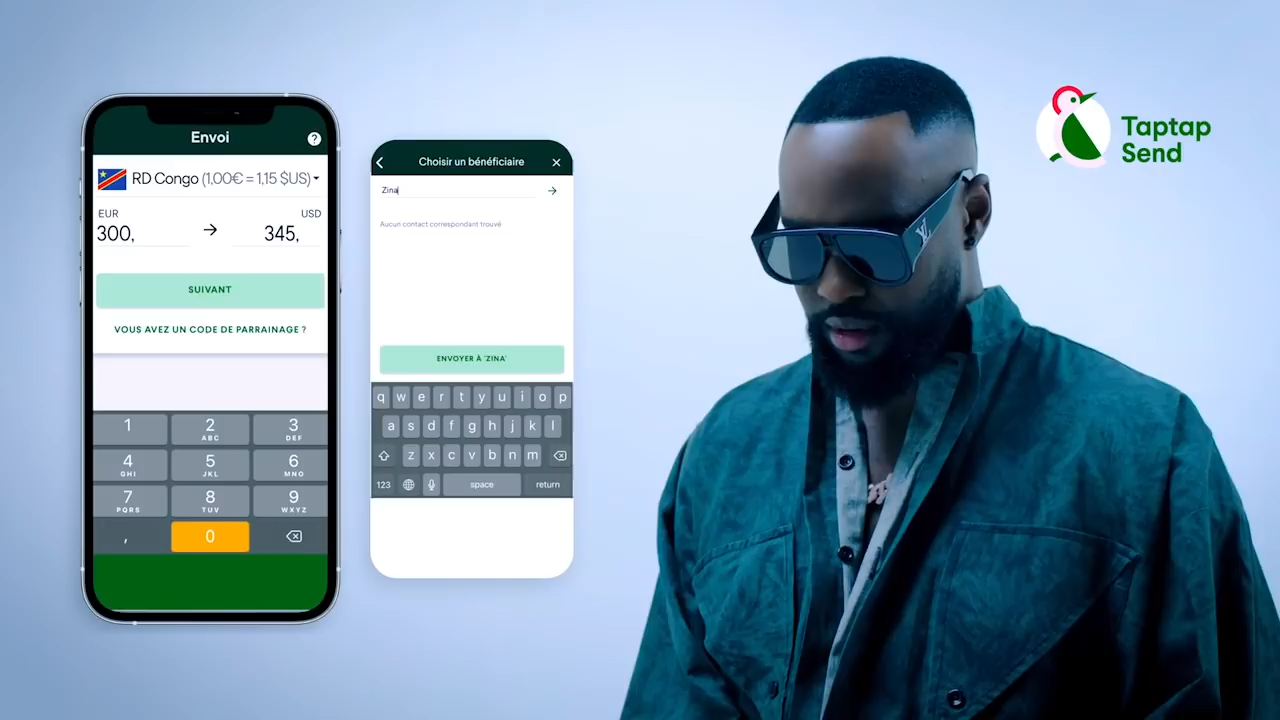 Envoi
?
RD Congo (1,00€ = 1,15 $US)
EUR
USD
300,
345,
SUIVANT
VOUS AVEZ UN CODE DE PARRAINAGE ?
1
2
3
ABC
DEF
4
5
6
GHI
JKL
MNO
7
8
9
PQRS
TUV
WXYZ
,
0
Choisir un bénéficiaire
Zina
Aucun contact correspondant trouvé
ENVOYER À 'ZINA'
q w e r t y u i o p
a s d f g h j k l
z x c v b n m
123
space
return
LV
Taptap
Send